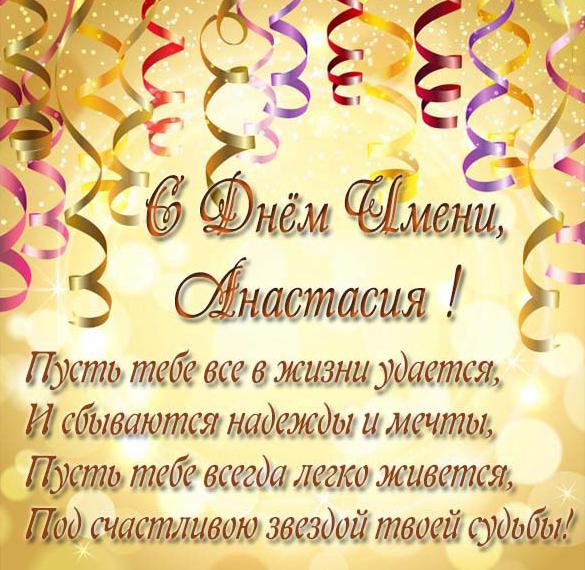 С Днём Имени,
Анастасия !
Пусть тебе все в жизни удается,
И сбываются надежды и мечты,
Пусть тебе всегда легко живется,
Под счастливою звездой твоей судьбы!